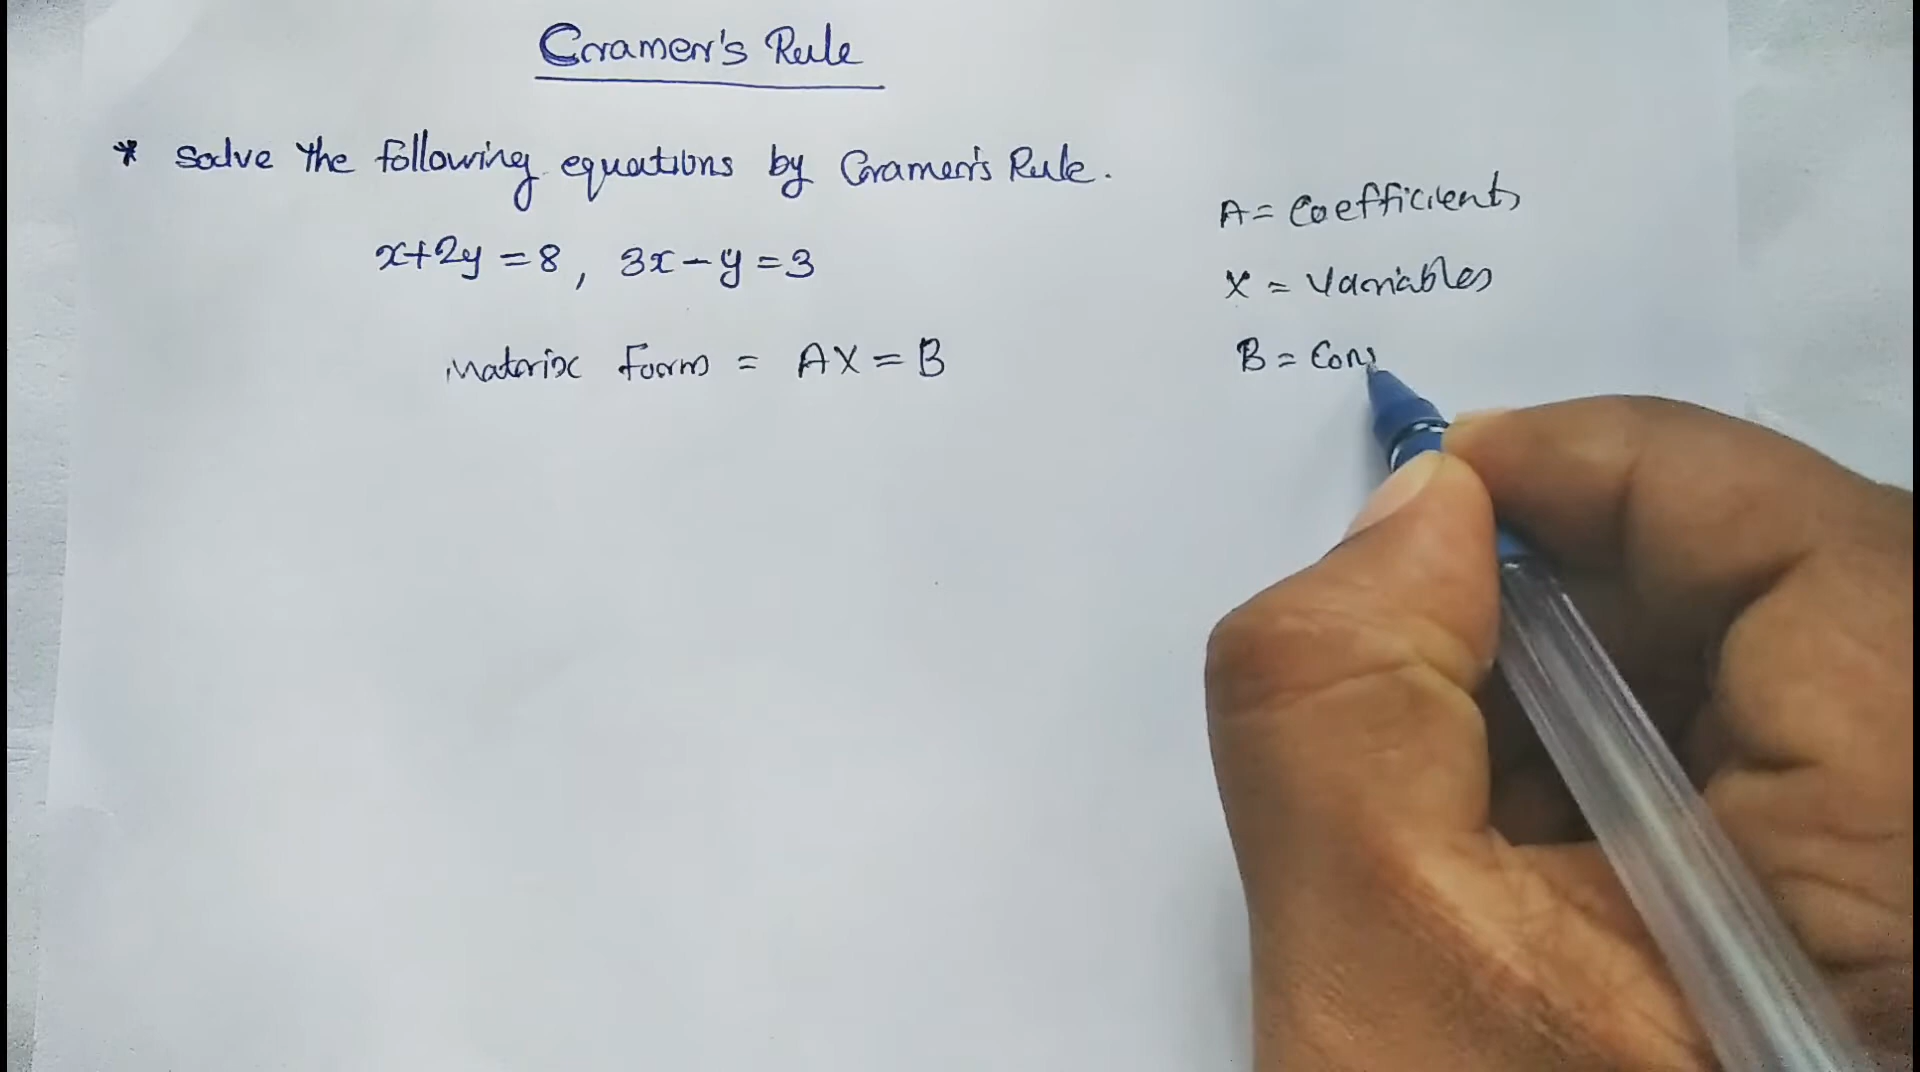 Cramer's Rule
* Solve the following equations by Cramer's Rule.
x+2y=8, 3x-y=3
A= Coefficients
X = Variables
Matrix Form = AX=B
B = Cons